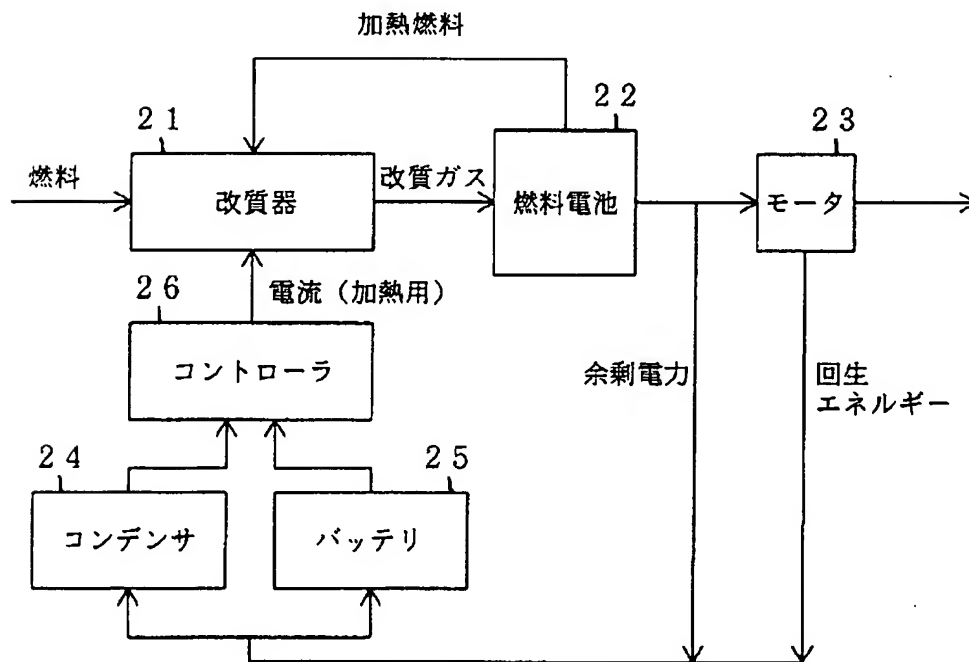 加熱燃料
２１
２２
２３
燃料
改質器
改質ガス
燃料電池
モータ
２６
電流（加熱用）
コントローラ
余剰電力
回生
エネルギー
２４
２５
コンデンサ
バッテリ